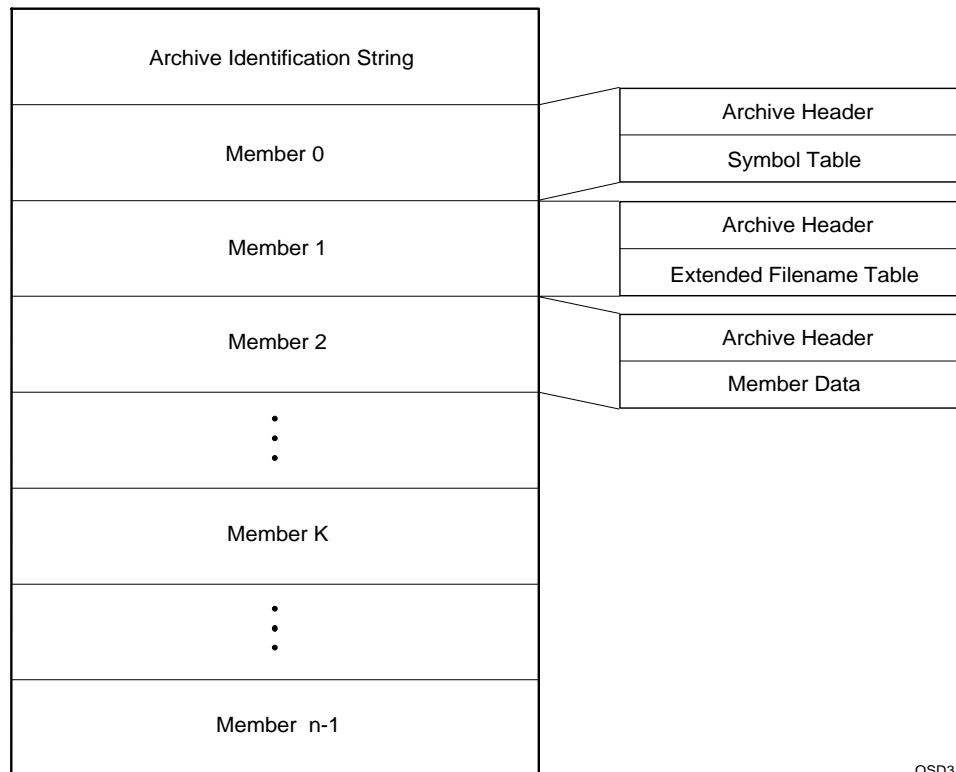 Archive Identification String
Member 0
Member 1
Member 2
Member K
Member n-1
Archive Header
Symbol Table
Archive Header
Extended Filename Table
Archive Header
Member Data